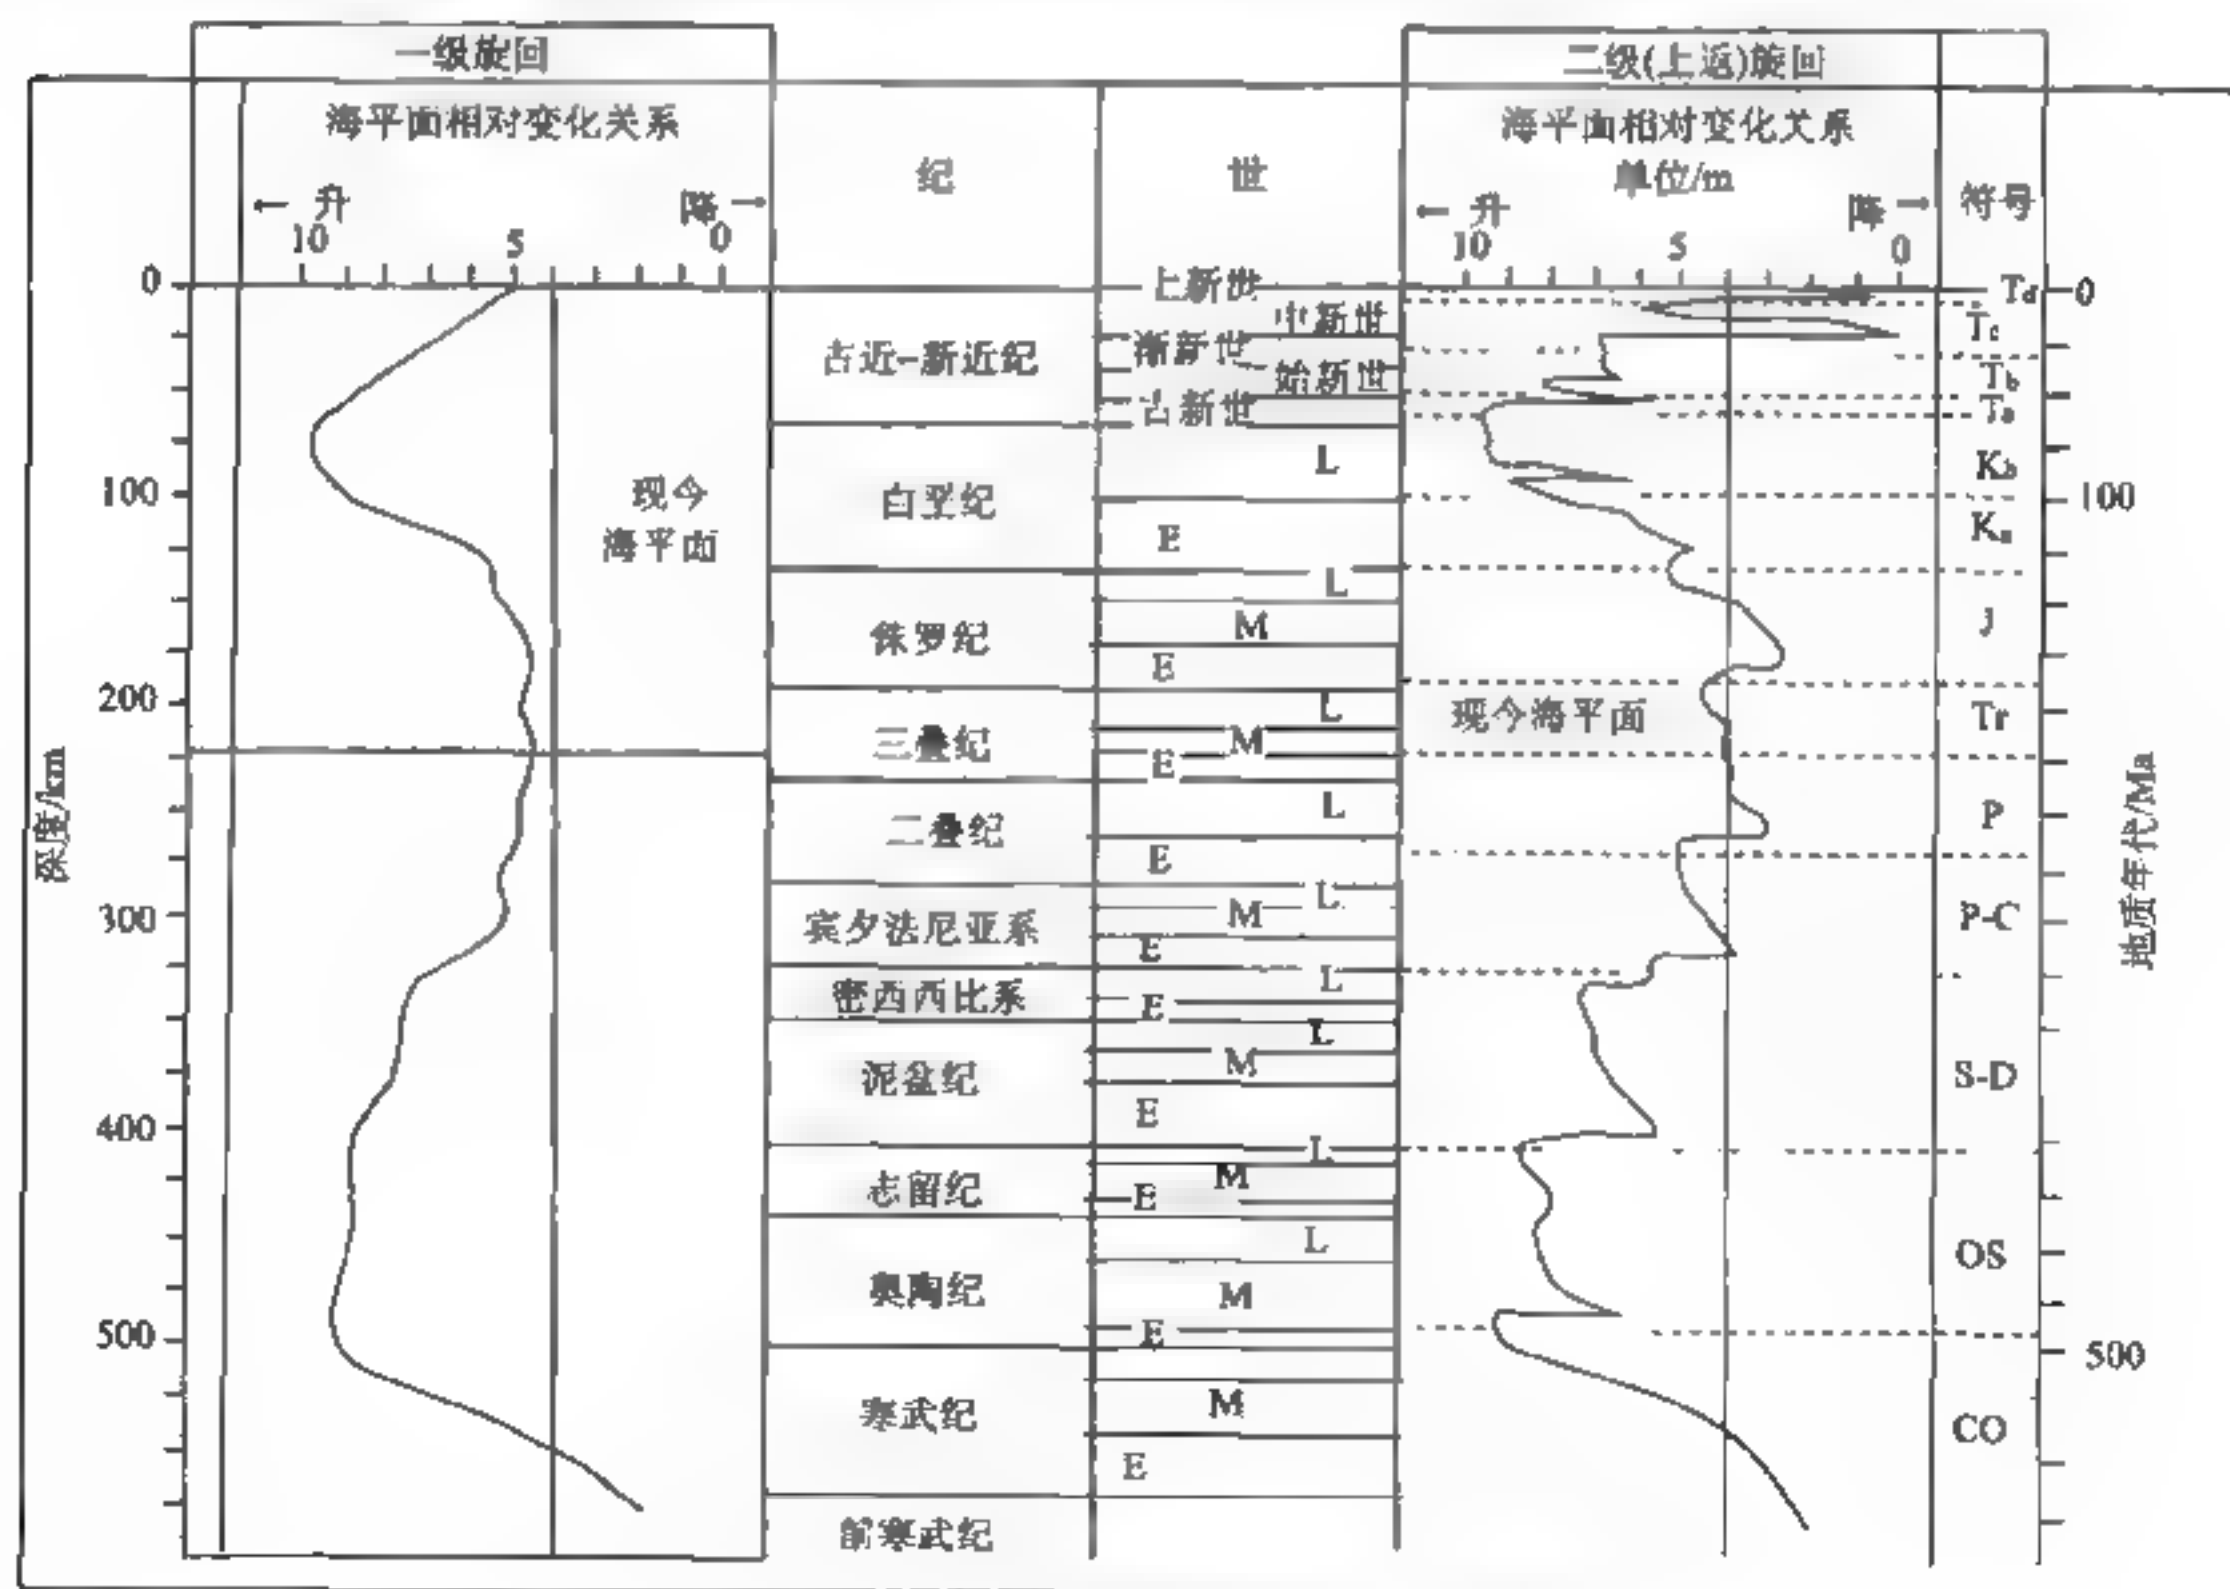 一级旋回
二级(上返)旋回
海平面相对变化关系
← 升
降 →
10 5 0
纪
世
海平面相对变化关系
单位/m
← 升
降 →
10 5 0
符号
深度/km
0
100
200
300
400
500
现今
海平面
古近-新近纪
白垩纪
侏罗纪
三叠纪
二叠纪
宾夕法尼亚系
密西西比系
泥盆纪
志留纪
奥陶纪
寒武纪
前寒武纪
上新世
中新世
渐新世
始新世
古新世
L
E
L
M
E
L
M
E
L
E
L
M
E
L
E
L
M
E
L
M
E
L
M
E
M
E
现今海平面
Td
Tc
Tb
Ta
Kb
Ka
J
Tr
P
P-C
S-D
OS
CO
0
100
500
地质年代/Ma